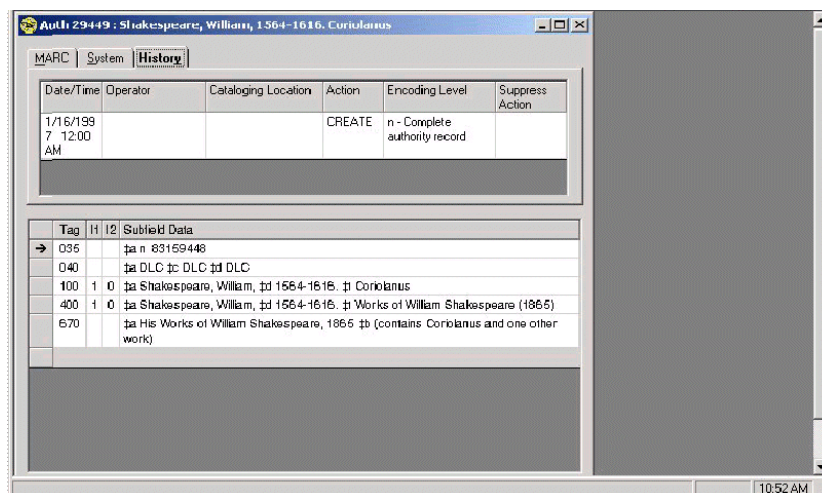 Auth 29449 : Shakespeare, William, 1564-1616. Coriolanus
MARC System History
Date/Time Operator Cataloging Location Action Encoding Level Suppress Action
1/16/1997 12:00 AM CREATE n - Complete authority record
Tag I1 I2 Subfield Data
035 ‡a n 83159448
040 ‡a DLC ‡c DLC ‡d DLC
100 1 0 ‡a Shakespeare, William, ‡d 1564-1616. ‡t Coriolanus
400 1 0 ‡a Shakespeare, William, ‡d 1564-1616. ‡t Works of William Shakespeare (1865)
670 ‡a His Works of William Shakespeare, 1865 ‡b (contains Coriolanus and one other
work)
10:52 AM